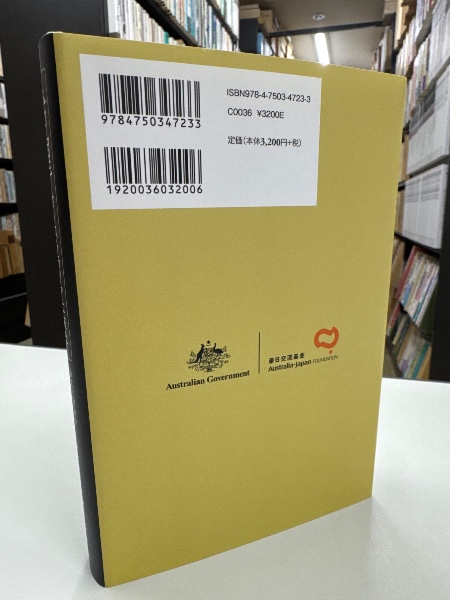 ISBN978-4-7503-4723-3
C0036 ¥3200E
定価(本体3,200円+税)
9784750347233
1920036032006
Australian Government
豪日交流基金
Australia-Japan FOUNDATION